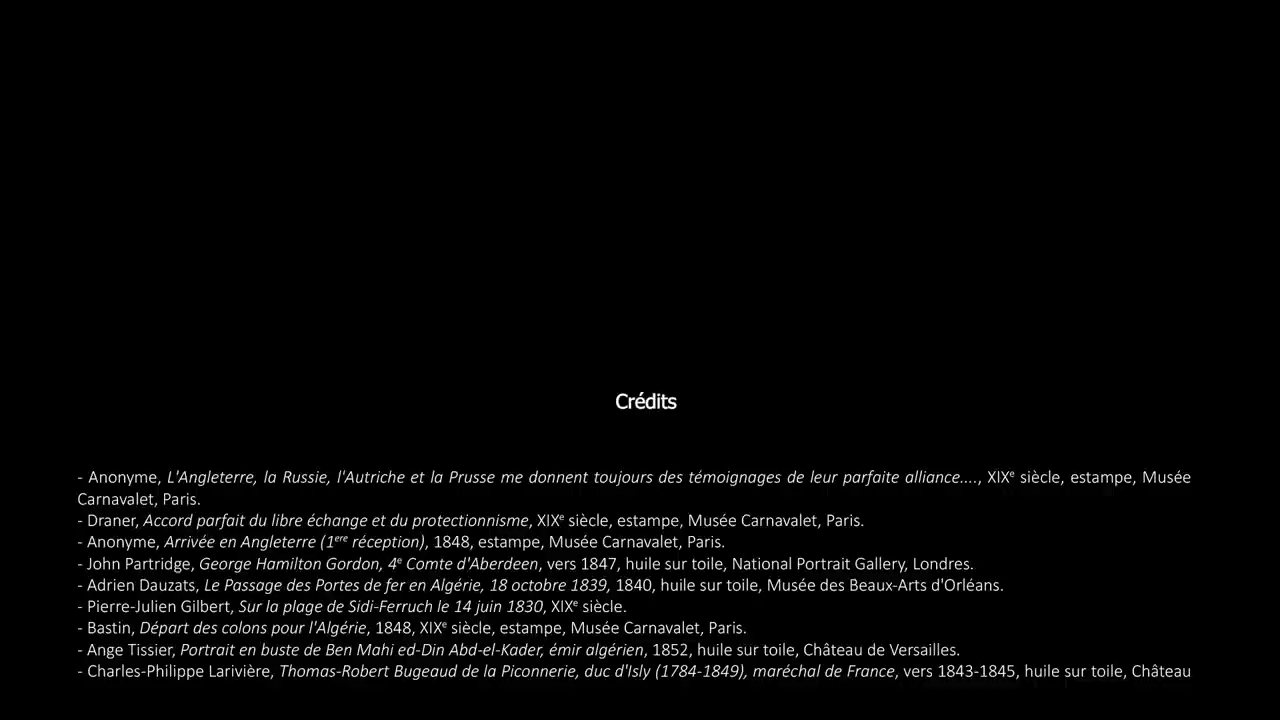 Crédits
- Anonyme, L'Angleterre, la Russie, l'Autriche et la Prusse me donnent toujours des témoignages de leur parfaite alliance...., XIXe siècle, estampe, Musée
Carnavalet, Paris.
- Draner, Accord parfait du libre échange et du protectionnisme, XIXe siècle, estampe, Musée Carnavalet, Paris.
- Anonyme, Arrivée en Angleterre (1ere réception), 1848, estampe, Musée Carnavalet, Paris.
- John Partridge, George Hamilton Gordon, 4e Comte d'Aberdeen, vers 1847, huile sur toile, National Portrait Gallery, Londres.
- Adrien Dauzats, Le Passage des Portes de fer en Algérie, 18 octobre 1839, 1840, huile sur toile, Musée des Beaux-Arts d'Orléans.
- Pierre-Julien Gilbert, Sur la plage de Sidi-Ferruch le 14 juin 1830, XIXe siècle.
- Bastin, Départ des colons pour l'Algérie, 1848, XIXe siècle, estampe, Musée Carnavalet, Paris.
- Ange Tissier, Portrait en buste de Ben Mahi ed-Din Abd-el-Kader, émir algérien, 1852, huile sur toile, Château de Versailles.
- Charles-Philippe Larivière, Thomas-Robert Bugeaud de la Piconnerie, duc d'Isly (1784-1849), maréchal de France, vers 1843-1845, huile sur toile, Château